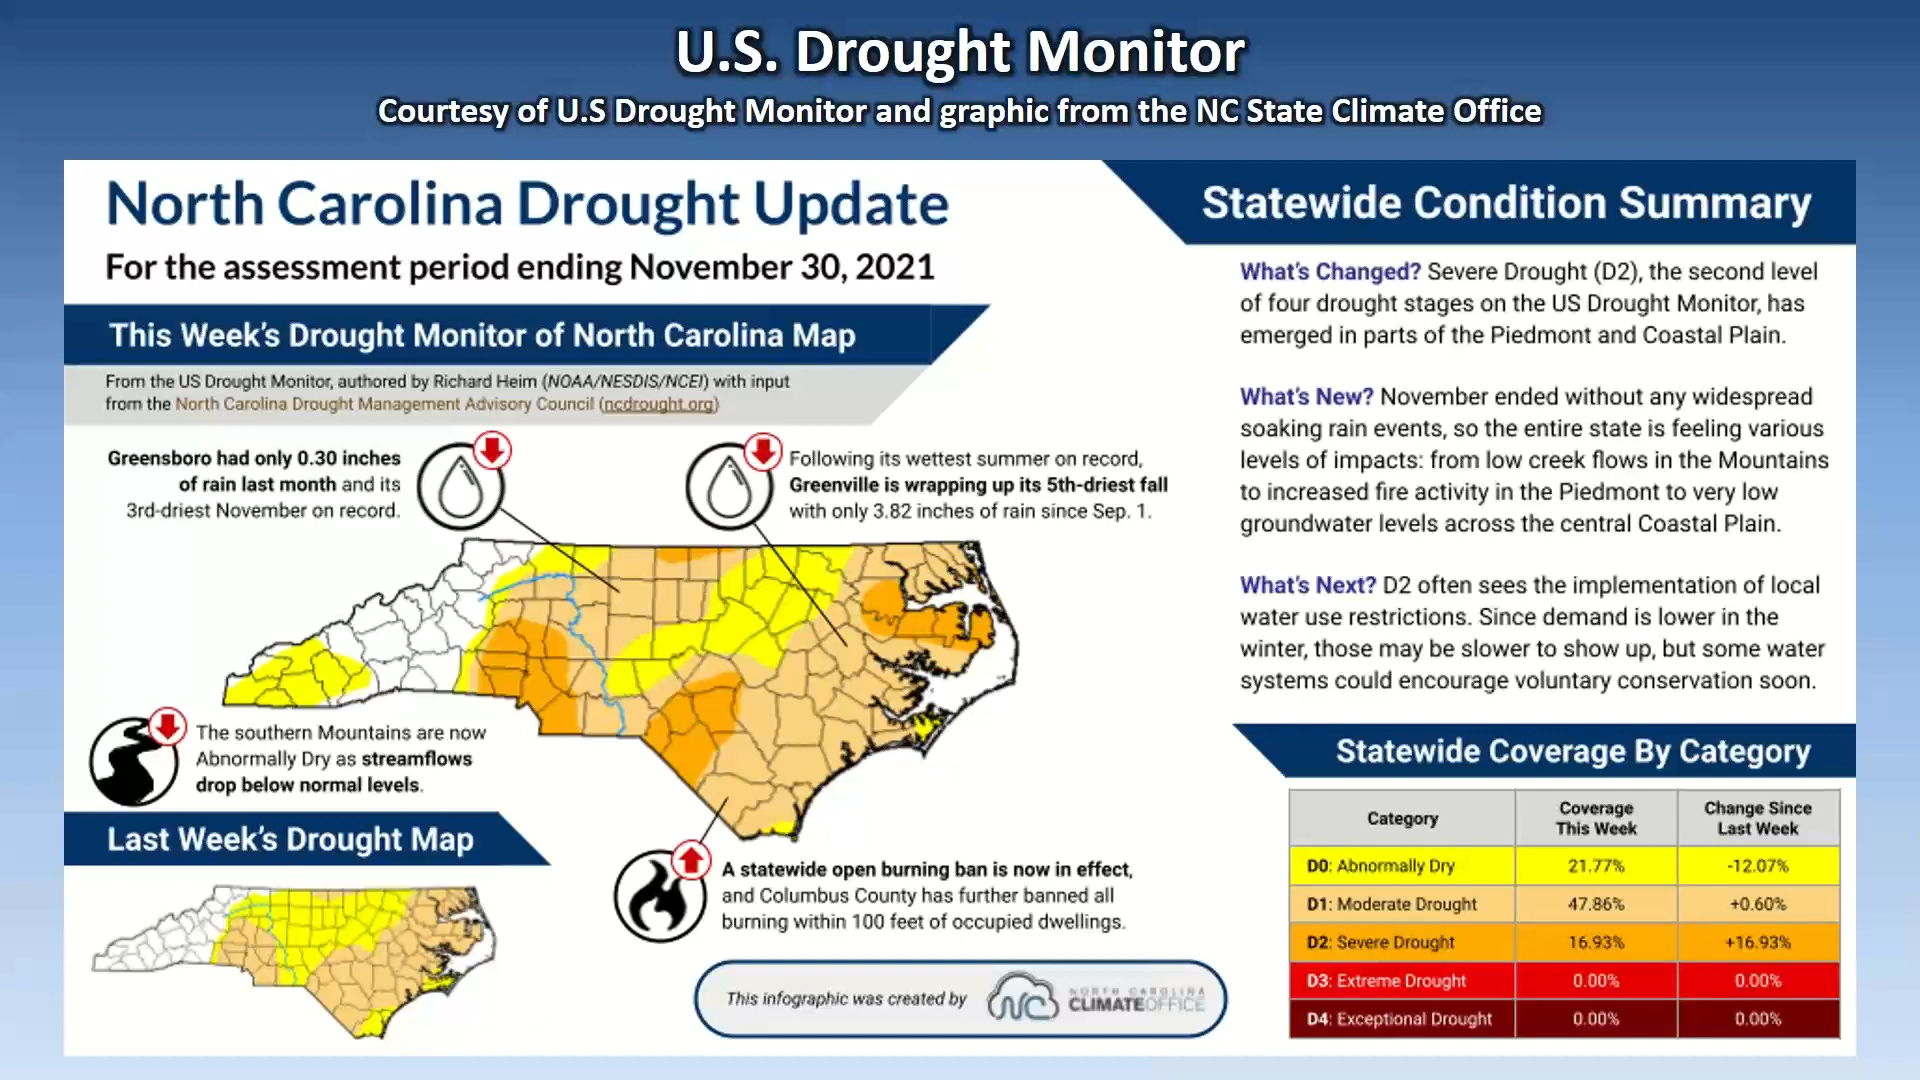 U.S. Drought Monitor
Courtesy of U.S Drought Monitor and graphic from the NC State Climate Office
North Carolina Drought Update
For the assessment period ending November 30, 2021
This Week's Drought Monitor of North Carolina Map
From the US Drought Monitor, authored by Richard Heim (NOAA/NESDIS/NCEI) with input
from the North Carolina Drought Management Advisory Council (ncdrought.org)
Greensboro had only 0.30 inches
of rain last month and its
3rd-driest November on record.
Following its wettest summer on record,
Greenville is wrapping up its 5th-driest fall
with only 3.82 inches of rain since Sep. 1.
The southern Mountains are now
Abnormally Dry as streamflows
drop below normal levels.
Last Week's Drought Map
A statewide open burning ban is now in effect,
and Columbus County has further banned all
burning within 100 feet of occupied dwellings.
This infographic was created by
NC
NORTH CAROLINA
CLIMATEOFFICE
Statewide Condition Summary
What's Changed? Severe Drought (D2), the second level
of four drought stages on the US Drought Monitor, has
emerged in parts of the Piedmont and Coastal Plain.
What's New? November ended without any widespread
soaking rain events, so the entire state is feeling various
levels of impacts: from low creek flows in the Mountains
to increased fire activity in the Piedmont to very low
groundwater levels across the central Coastal Plain.
What's Next? D2 often sees the implementation of local
water use restrictions. Since demand is lower in the
winter, those may be slower to show up, but some water
systems could encourage voluntary conservation soon.
Statewide Coverage By Category
Category Coverage This Week Change Since Last Week
D0: Abnormally Dry 21.77% -12.07%
D1: Moderate Drought 47.86% +0.60%
D2: Severe Drought 16.93% +16.93%
D3: Extreme Drought 0.00% 0.00%
D4: Exceptional Drought 0.00% 0.00%